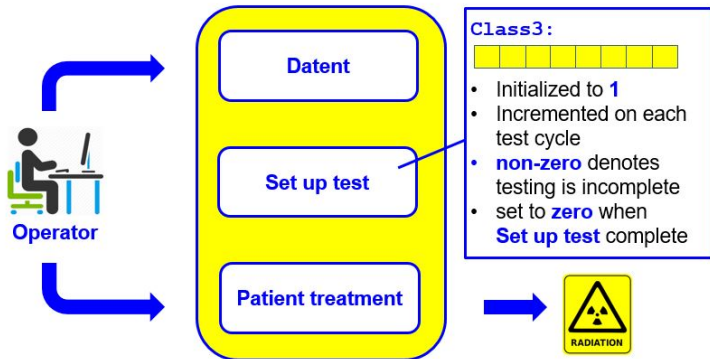 Datent
Set up test
Patient treatment
Operator
Class3:
• Initialized to 1
• Incremented on each
test cycle
• non-zero denotes
testing is incomplete
• set to zero when
Set up test complete
RADIATION